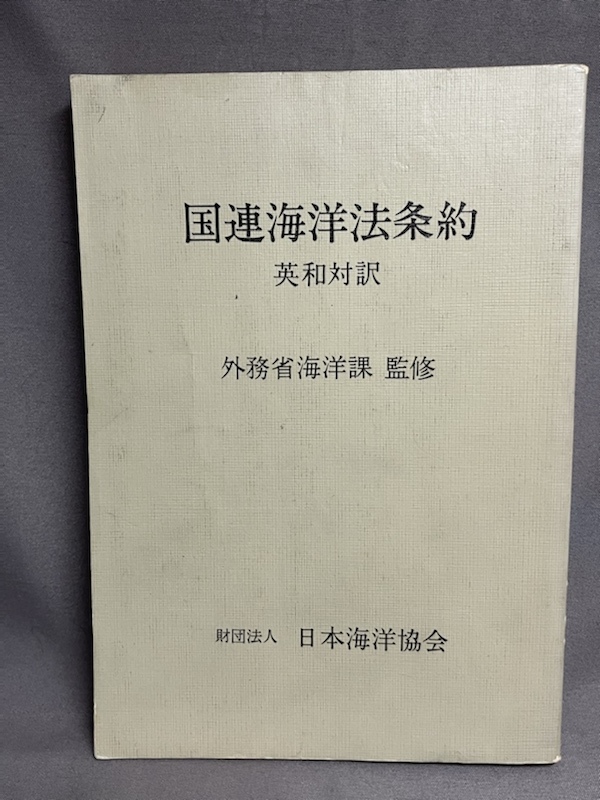 国連海洋法条約
英和対訳
外務省海洋課 監修
財団法人 日本海洋協会